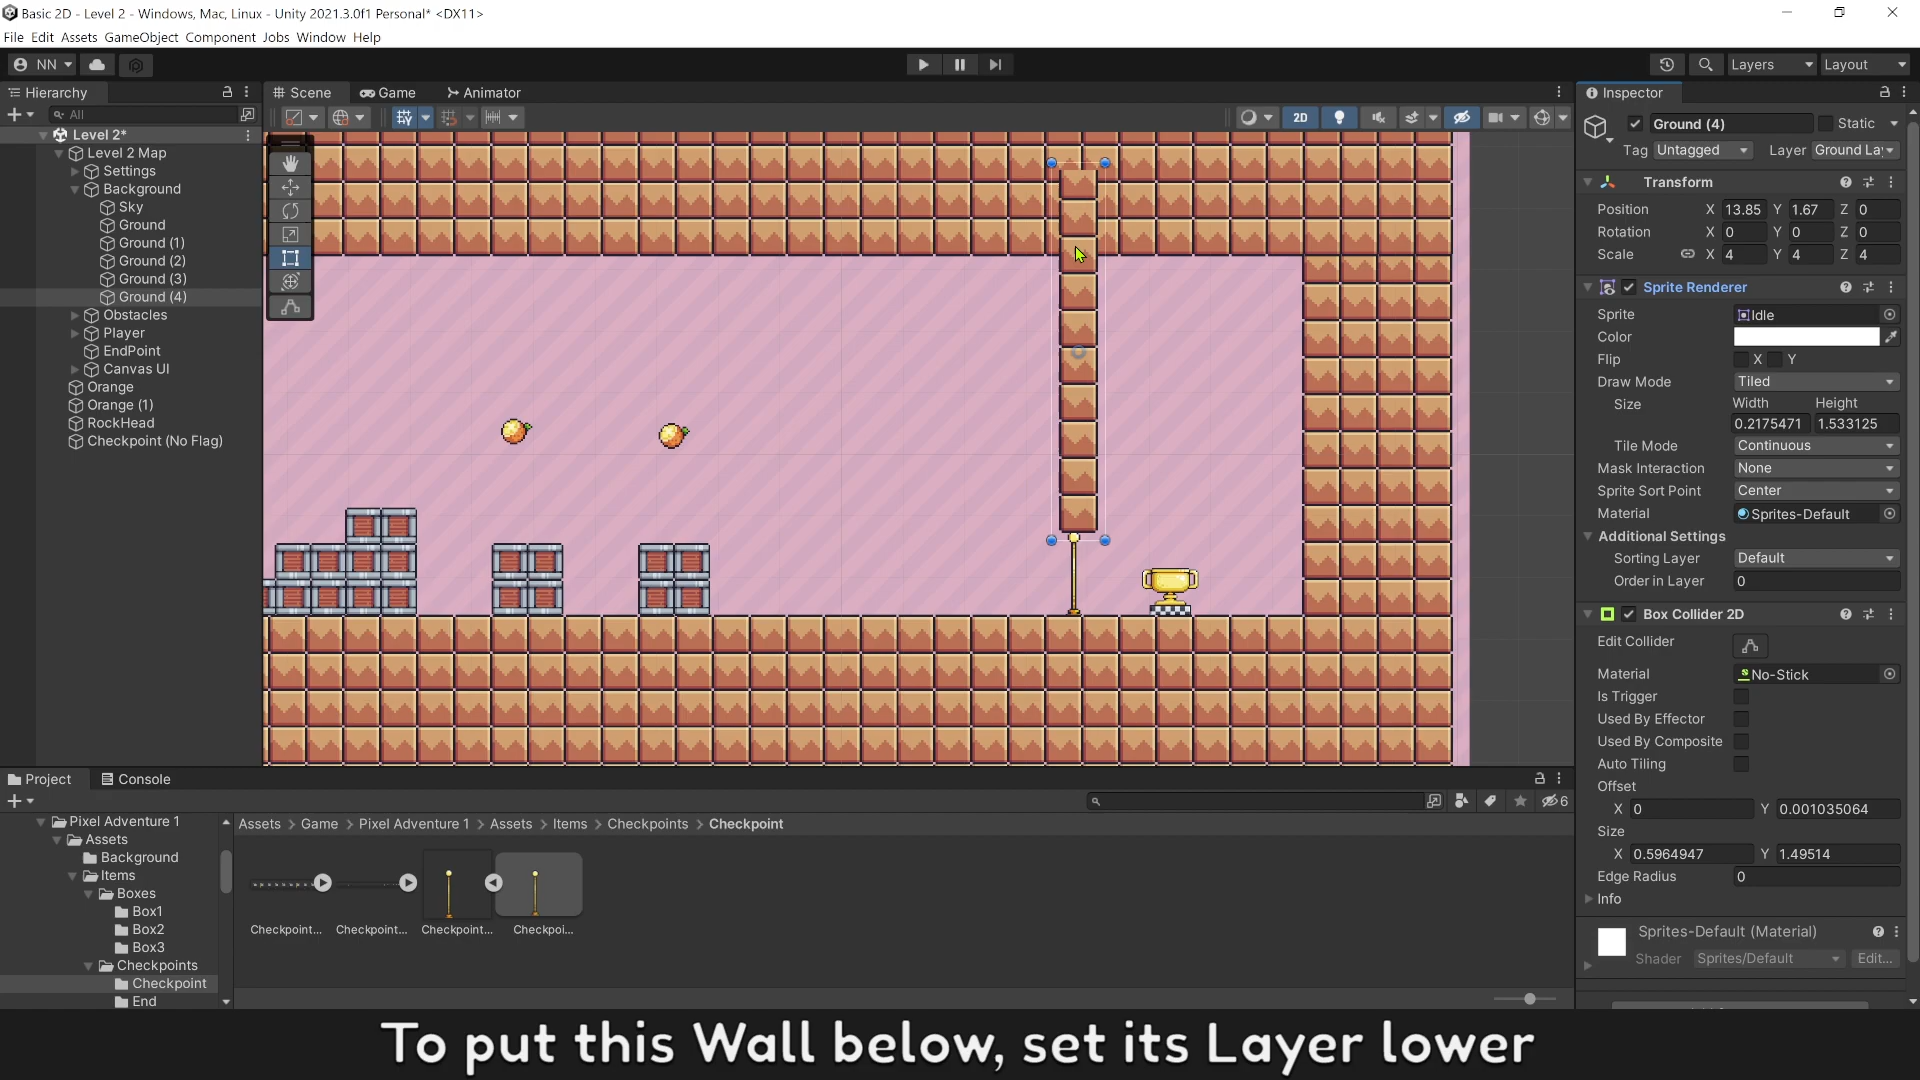 Basic 2D - Level 2 - Windows, Mac, Linux - Unity 2021.3.0f1 Personal* <DX11>
File Edit Assets GameObject Component Jobs Window Help
NN Layers Layout
Hierarchy Scene Game Animator Inspector
All 2D Ground (4) Static
Level 2*
Level 2 Map Tag Untagged Layer Ground La
Settings
Background Transform
Sky Position X 13.85 Y 1.67 Z 0
Ground Rotation X 0 Y 0 Z 0
Ground (1) Scale X 4 Y 4 Z 4
Ground (2)
Ground (3) Sprite Renderer
Ground (4)
Obstacles Sprite Idle
Player Color
EndPoint Flip X Y
Canvas UI Draw Mode Tiled
Orange Size Width Height
Orange (1) 0.2175471 1.533125
RockHead
Checkpoint (No Flag) Tile Mode Continuous
Mask Interaction None
Sprite Sort Point Center
Material Sprites-Default
Additional Settings
Sorting Layer Default
Order in Layer 0
Box Collider 2D
Edit Collider
Material No-Stick
Is Trigger
Used By Effector
Used By Composite
Auto Tiling
Offset
X 0 Y 0.001035064
Size
X 0.5964947 Y 1.49514
Edge Radius 0
Info
Sprites-Default (Material)
Shader Sprites/Default Edit...
Project Console
6
Pixel Adventure 1 Assets > Game > Pixel Adventure 1 > Assets > Items > Checkpoints > Checkpoint
Assets
Background
Items
Boxes
Box1
Box2 Checkpoint... Checkpoint... Checkpoint... Checkpoi...
Box3
Checkpoints
Checkpoint
End
To put this Wall below, set its Layer lower